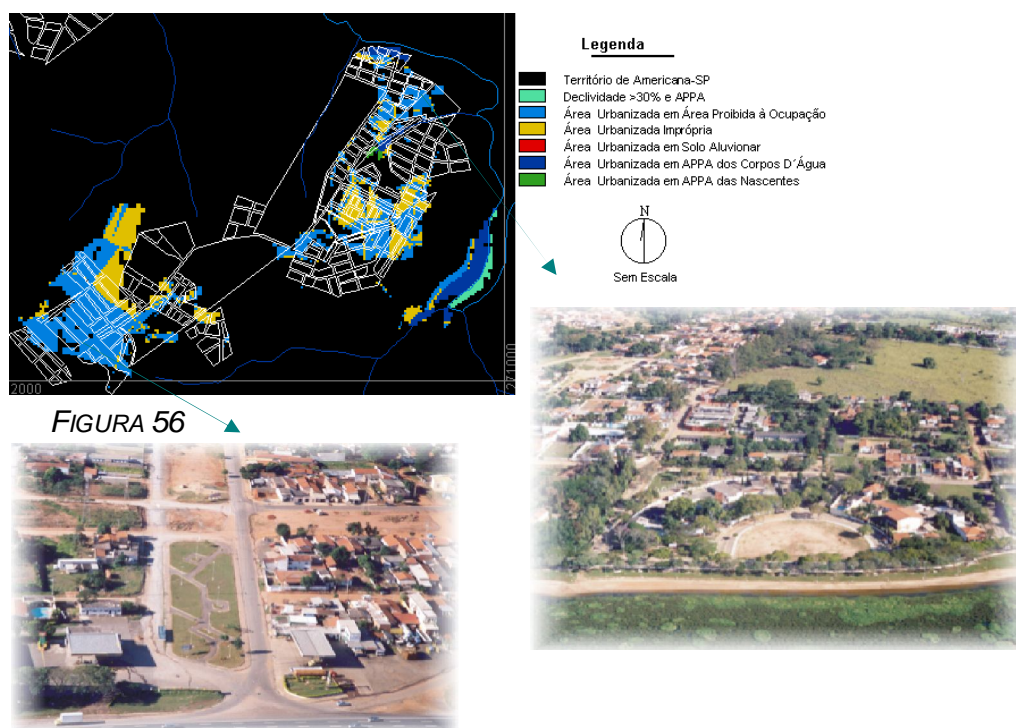 Legenda
Território de Americana-SP
Declividade >30% e APPA
Área Urbanizada em Área Proibida à Ocupação
Área Urbanizada Imprópria
Área Urbanizada em Solo Aluvionar
Área Urbanizada em APPA dos Corpos D´Água
Área Urbanizada em APPA das Nascentes
N
Sem Escala
2000
271000
FIGURA 56